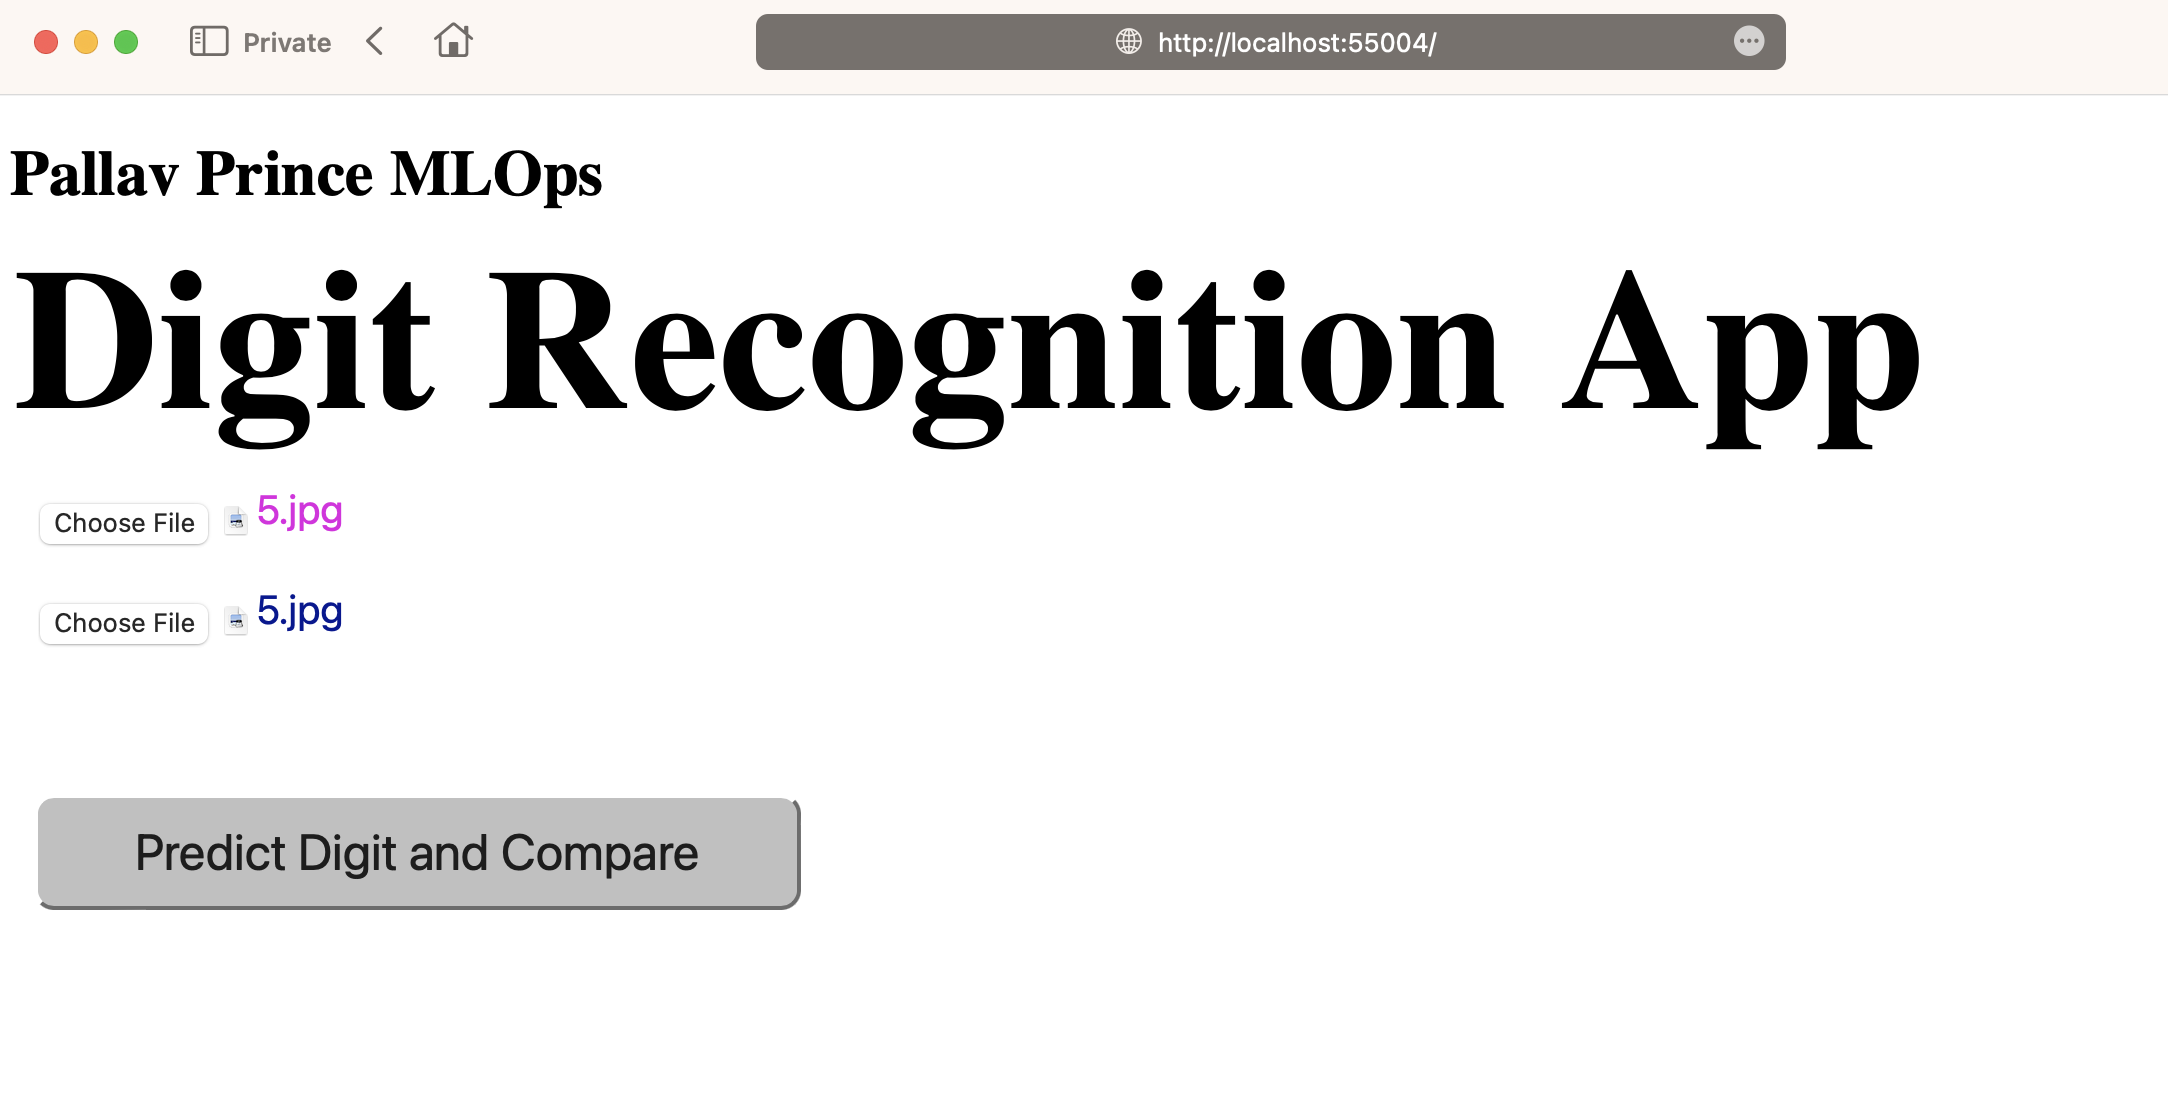 Private http://localhost:55004/
Pallav Prince MLOps
Digit Recognition App
Choose File 5.jpg
Choose File 5.jpg
Predict Digit and Compare